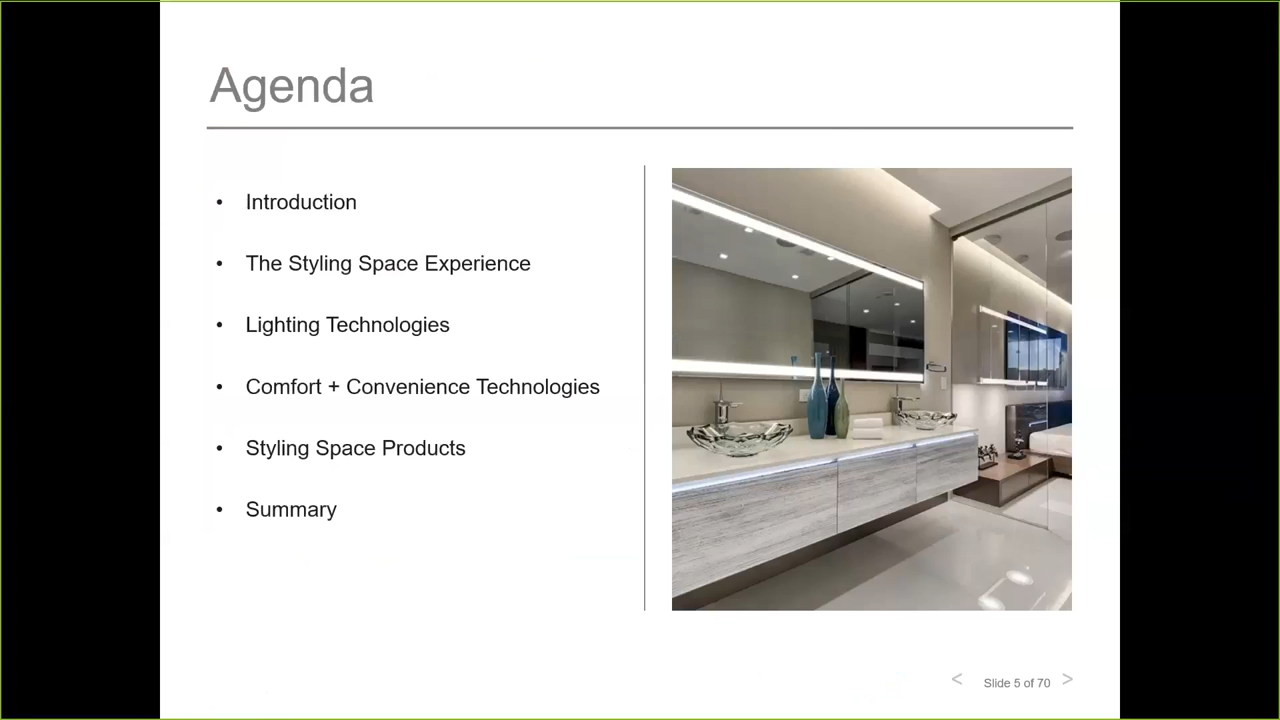 Agenda
• Introduction
• The Styling Space Experience
• Lighting Technologies
• Comfort + Convenience Technologies
• Styling Space Products
• Summary
< Slide 5 of 70 >